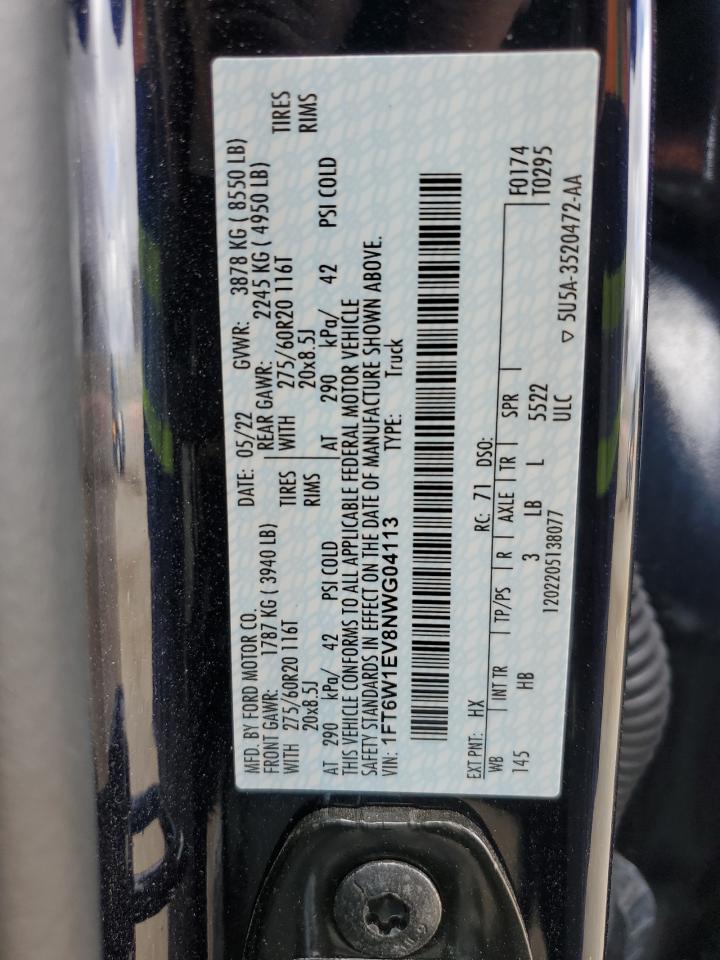 MFD. BY FORD MOTOR CO. DATE: 05/22 GVWR: 3878 KG ( 8550 LB)
FRONT GAWR: 1787 KG ( 3940 LB) REAR GAWR: 2245 KG ( 4950 LB)
WITH 275/60R20 116T TIRES WITH 275/60R20 116T TIRES
20x8.5J RIMS 20x8.5J RIMS
AT 290 kPa/ 42 PSI COLD AT 290 kPa/ 42 PSI COLD
THIS VEHICLE CONFORMS TO ALL APPLICABLE FEDERAL MOTOR VEHICLE
SAFETY STANDARDS IN EFFECT ON THE DATE OF MANUFACTURE SHOWN ABOVE.
VIN: 1FT6W1EV8NWG04113 TYPE: Truck
EXT PNT: HX RC: 71 DSO: F0174
WB INT TR TP/PS R AXLE TR SPR T0295
145 HB 3 LB L 5522
1202205138077 ULC ▽ 5U5A-3520472-AA